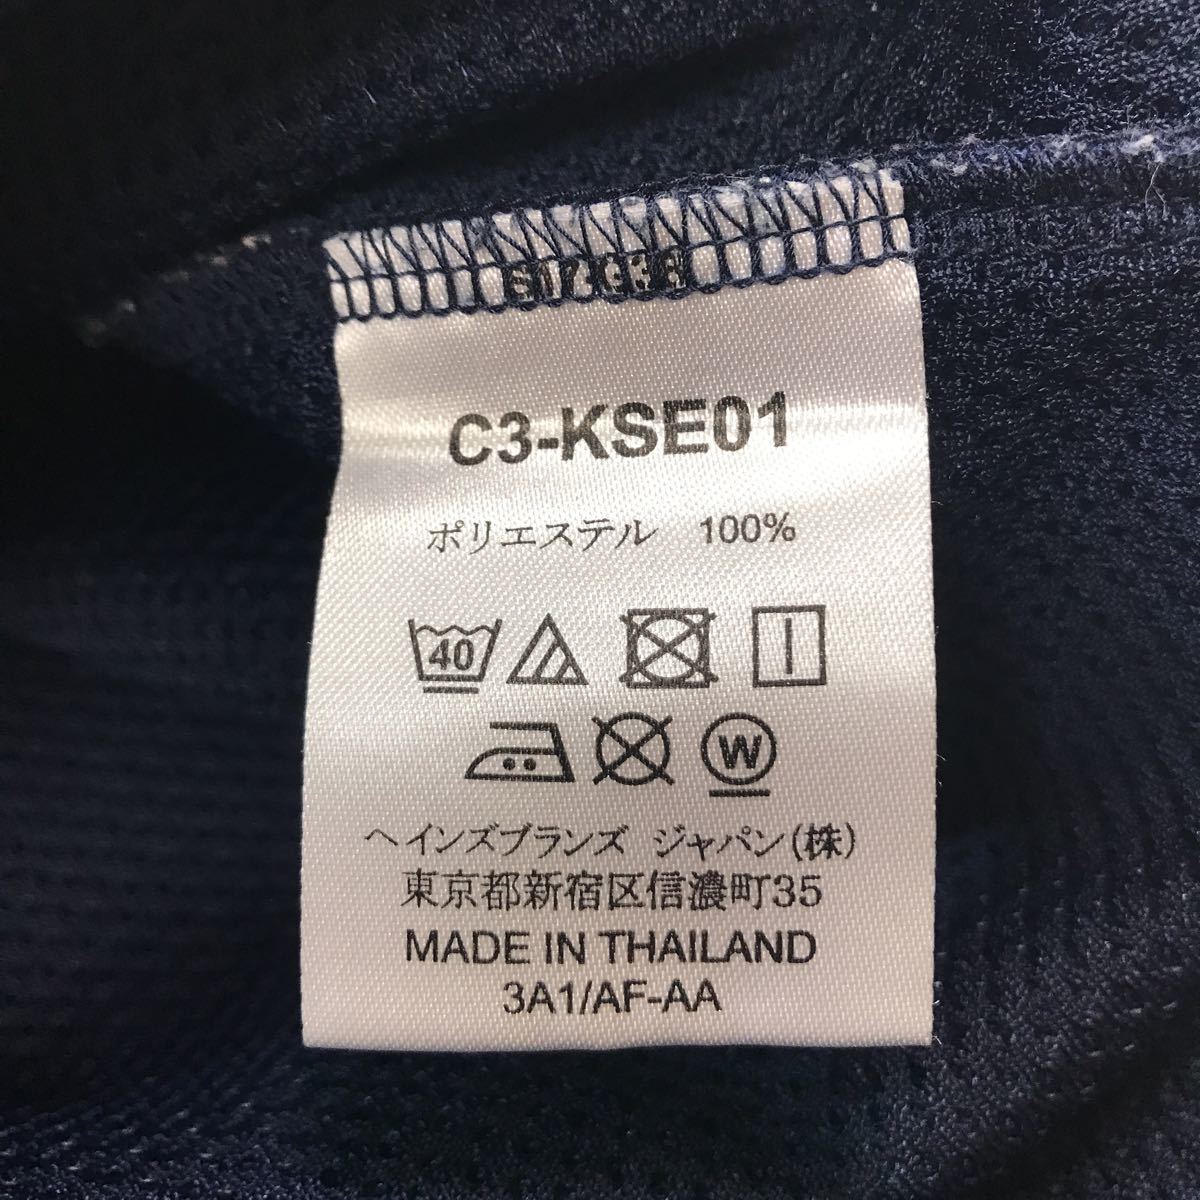 C3-KSE01
ポリエステル 100%
40
W
ヘインズブランズ ジャパン(株)
東京都新宿区信濃町35
MADE IN THAILAND
3A1/AF-AA